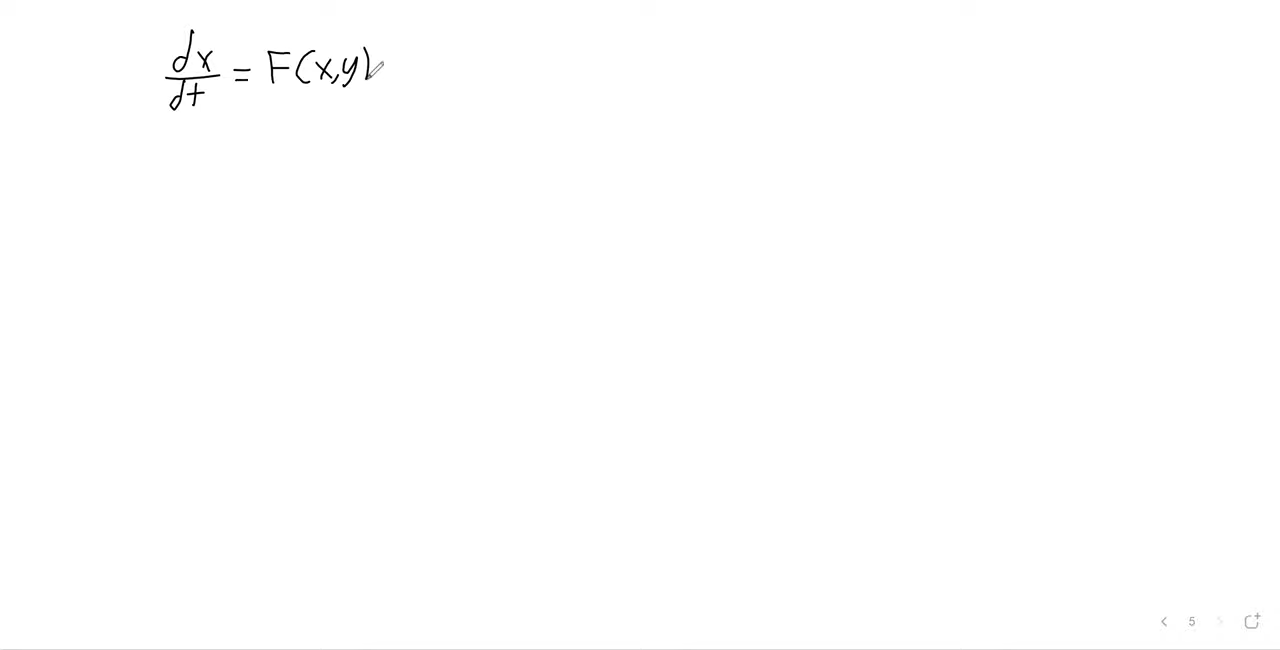 dx/dt = F(x,y)
5